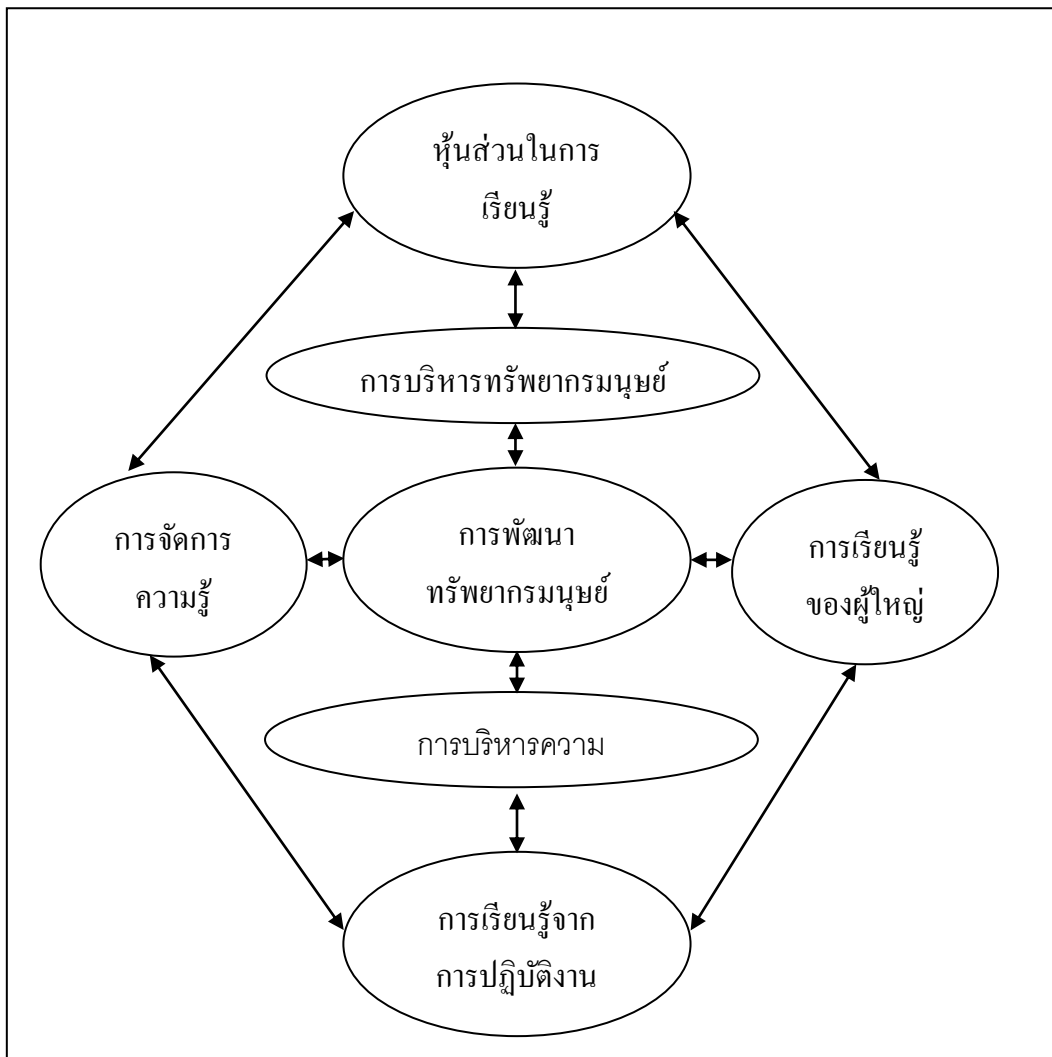 หุ้นส่วนในการ
เรียนรู้
การบริหารทรัพยากรมนุษย์
การจัดการ
ความรู้
การพัฒนา
ทรัพยากรมนุษย์
การเรียนรู้
ของผู้ใหญ่
การบริหารความ
การเรียนรู้จาก
การปฏิบัติงาน